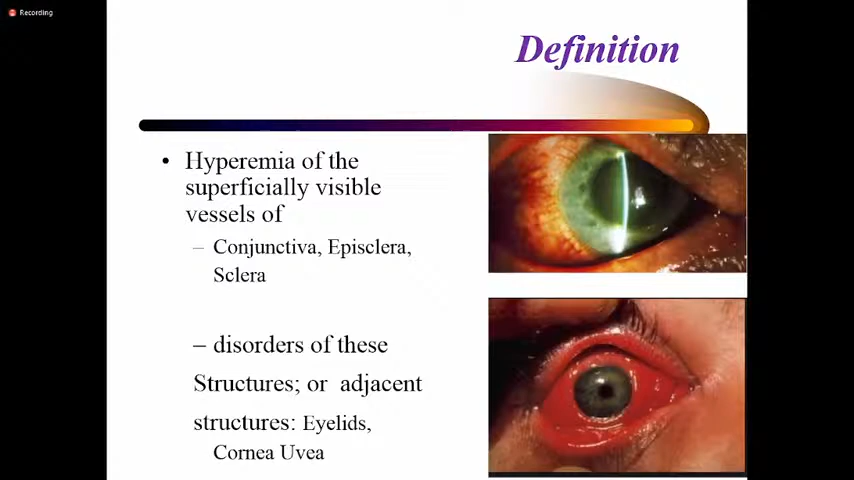 Recording
Definition
• Hyperemia of the
superficially visible
vessels of
– Conjunctiva, Episclera,
Sclera
– disorders of these
Structures; or adjacent
structures: Eyelids,
Cornea Uvea